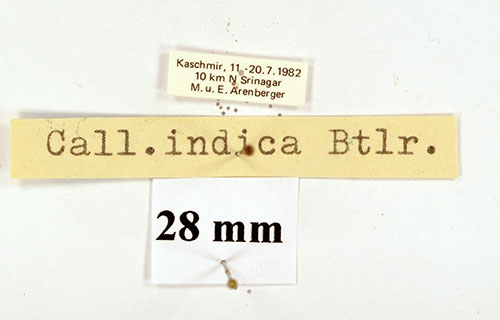 Kaschmir, 11.-20.7.1982
10 km N Srinagar
M. u. E. Arenberger
Call.indica Btlr.
28 mm